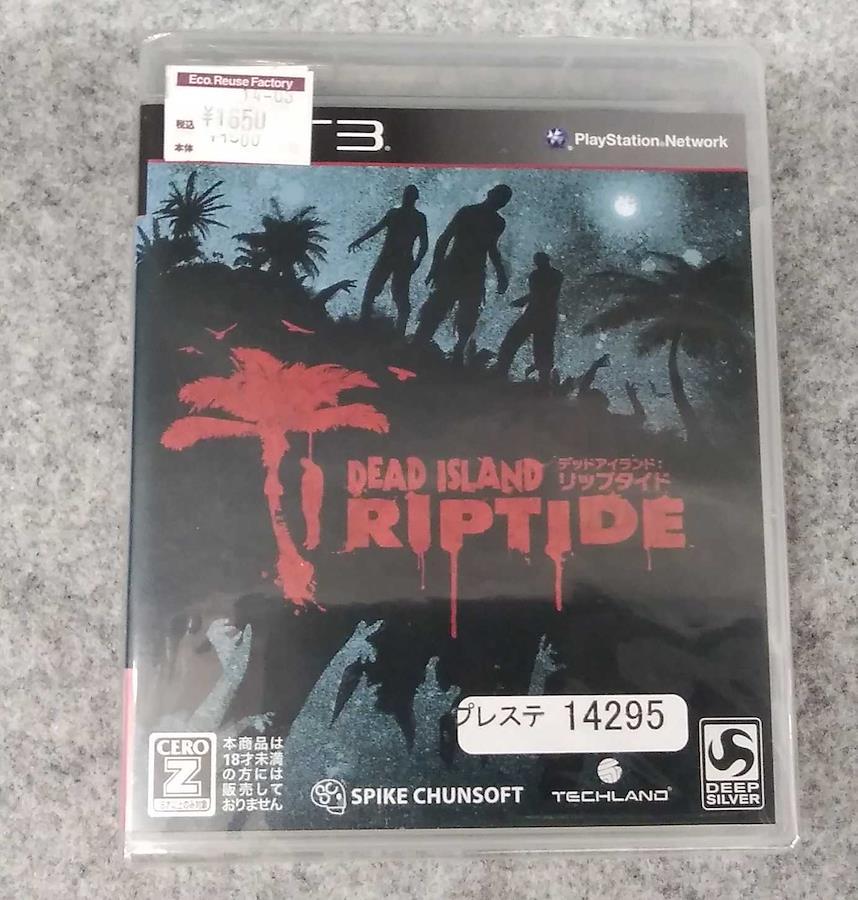 Eco.Reuse Factory
14-03
税込 ¥1650
本体
3
PlayStation®Network
DEAD ISLAND
デッドアイランド:
リップタイド
RIPTIDE
プレステ 14295
CERO
Z
本商品は
18才未満
の方には
販売して
おりません
SPIKE CHUNSOFT
TECHLAND®
DEEP
SILVER